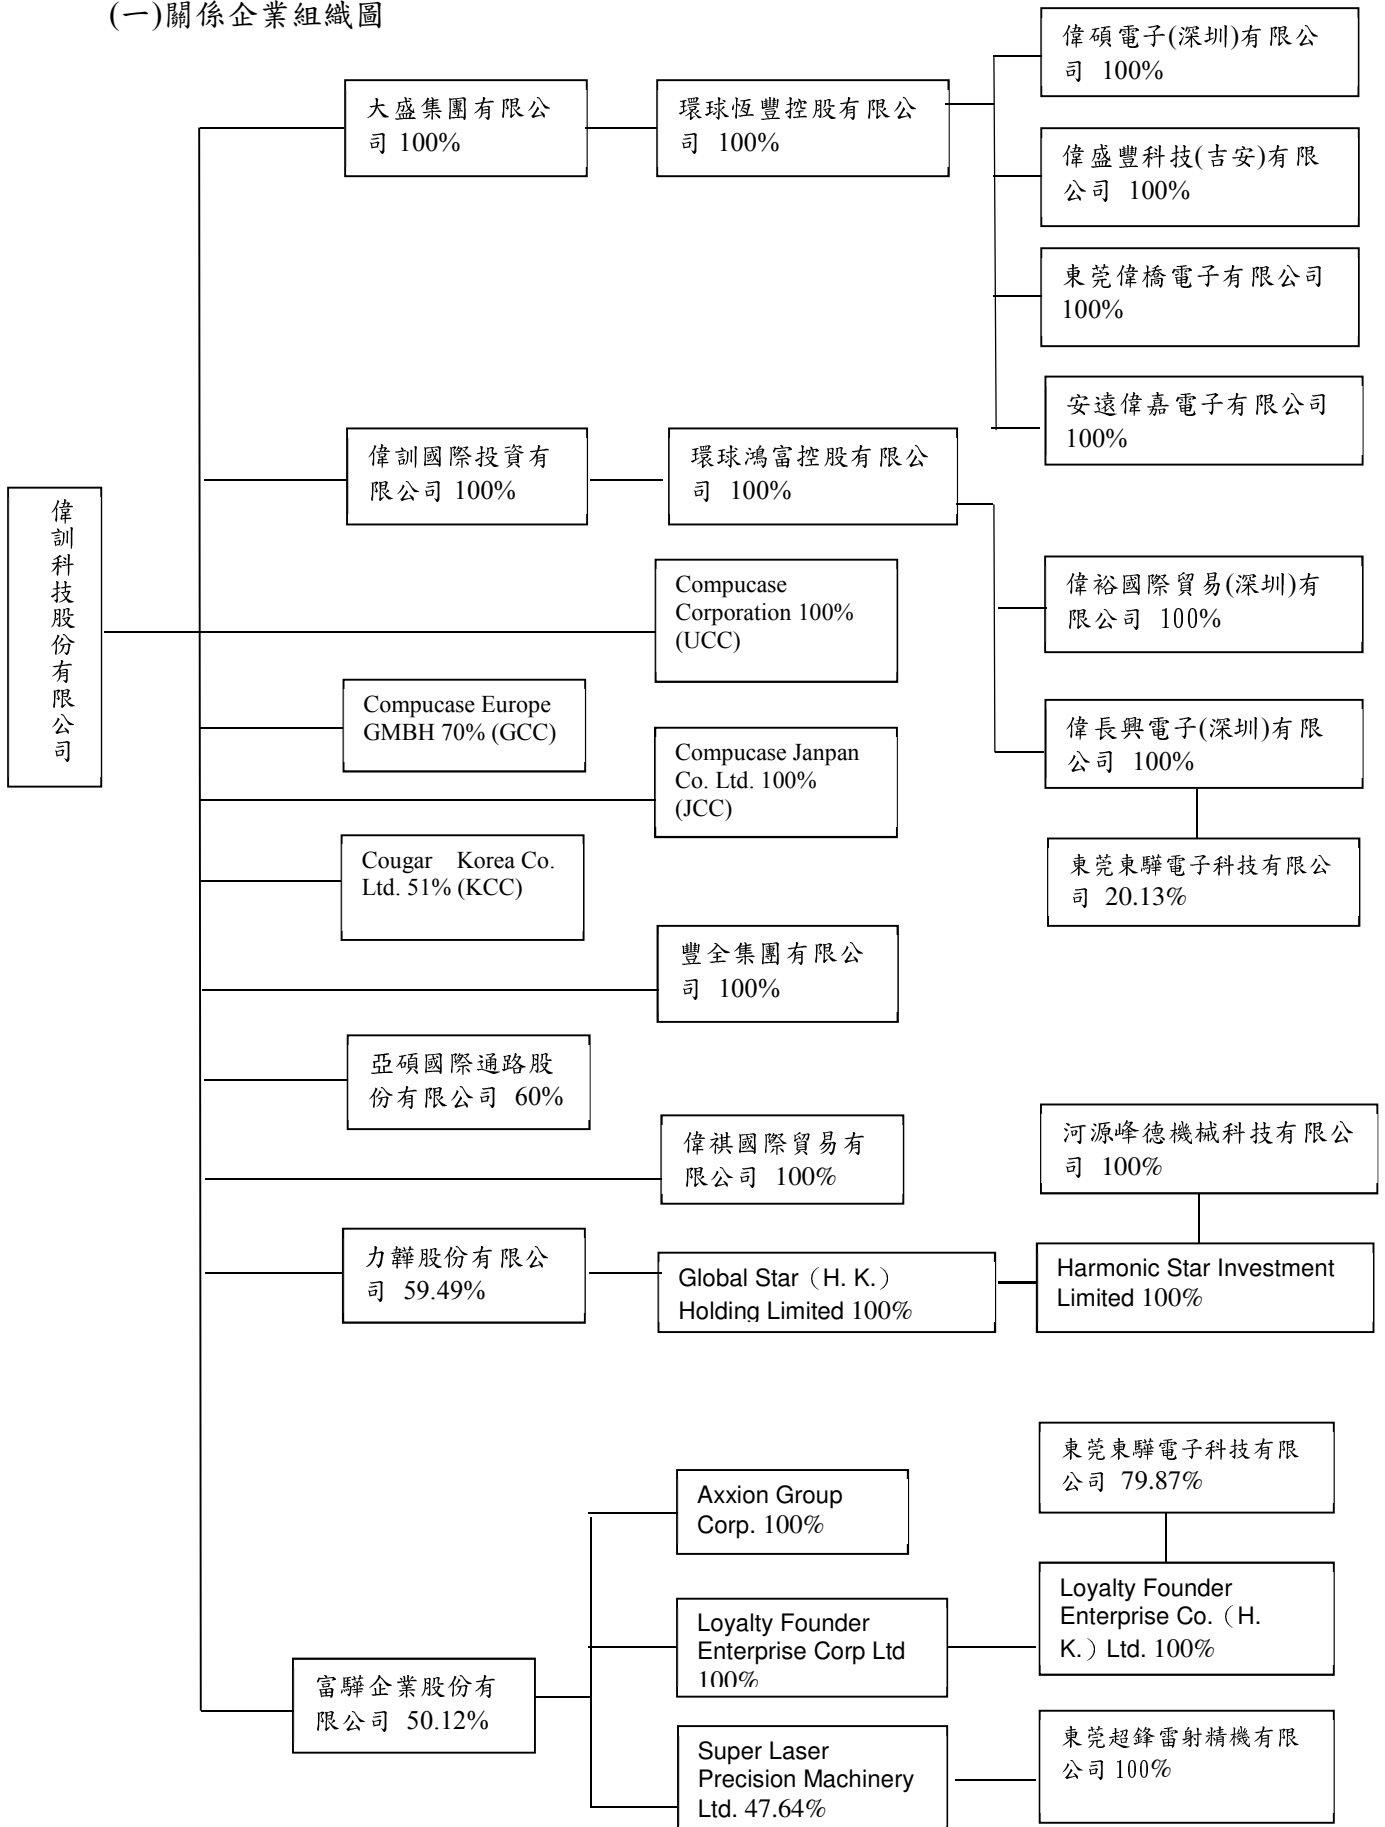 (一)關係企業組織圖
偉碩電子(深圳)有限公
司 100%
大盛集團有限公
司 100%
環球恆豐控股有限公
司 100%
偉盛豐科技(吉安)有限
公司 100%
東莞偉橋電子有限公司
100%
安遠偉嘉電子有限公司
100%
偉訓國際投資有
限公司 100%
環球鴻富控股有限公
司 100%
偉訓科技股份有限公司
Compucase
Corporation 100%
(UCC)
偉裕國際貿易(深圳)有
限公司 100%
Compucase Europe
GMBH 70% (GCC)
偉長興電子(深圳)有限
公司 100%
Compucase Janpan
Co. Ltd. 100%
(JCC)
Cougar Korea Co.
Ltd. 51% (KCC)
東莞東驊電子科技有限公
司 20.13%
豐全集團有限公
司 100%
亞碩國際通路股
份有限公司 60%
偉祺國際貿易有
限公司 100%
河源峰德機械科技有限公
司 100%
力韡股份有限公
司 59.49%
Global Star（H. K.）
Holding Limited 100%
Harmonic Star Investment
Limited 100%
東莞東驊電子科技有限
公司 79.87%
Axxion Group
Corp. 100%
Loyalty Founder
Enterprise Corp Ltd
100%
Loyalty Founder
Enterprise Co.（H.
K.）Ltd. 100%
富驊企業股份有
限公司 50.12%
Super Laser
Precision Machinery
Ltd. 47.64%
東莞超鋒雷射精機有限
公司 100%